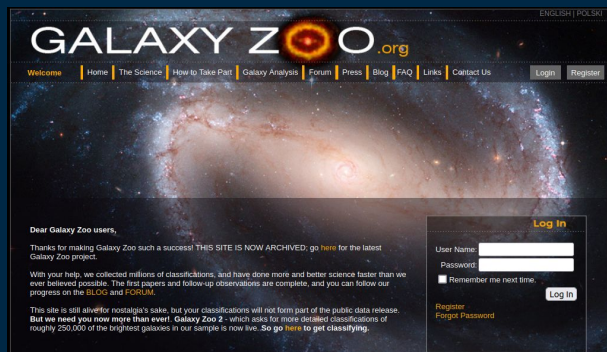 ENGLISH | POLSKI
GALAXY ZOO.org
Welcome Home The Science How to Take Part Galaxy Analysis Forum Press Blog FAQ Links Contact Us Login Register
Dear Galaxy Zoo users,
Thanks for making Galaxy Zoo such a success! THIS SITE IS NOW ARCHIVED; go here for the latest
Galaxy Zoo project.
With your help, we collected millions of classifications, and have done more and better science faster than we
ever believed possible. The first papers and follow-up observations are complete, and you can follow our
progress on the BLOG and FORUM.
This site is still alive for nostalgia's sake, but your classifications will not form part of the public data release.
But we need you now more than ever!. Galaxy Zoo 2 - which asks for more detailed classifications of
roughly 250,000 of the brightest galaxies in our sample is now live..So go here to get classifying.
Log In
User Name:
Password:
Remember me next time.
Log In
Register
Forgot Password